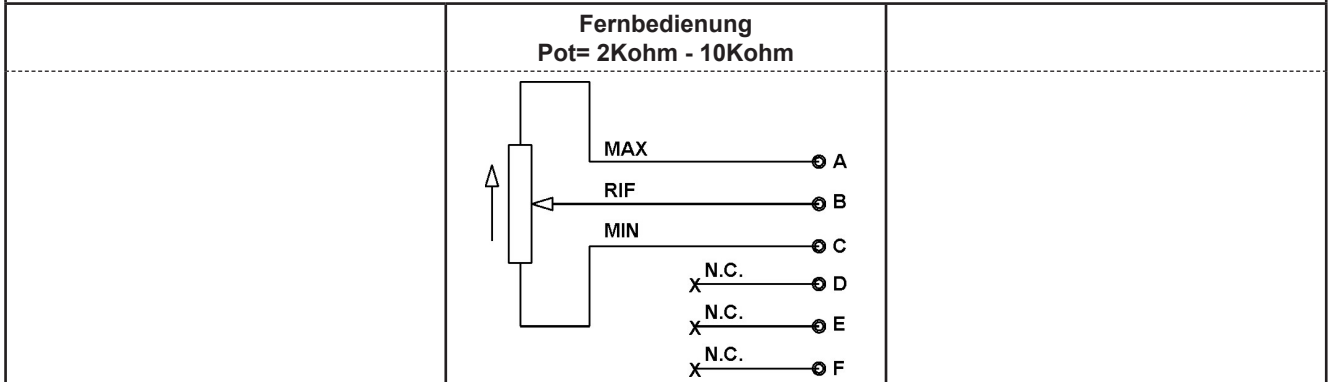 Fernbedienung
Pot= 2Kohm - 10Kohm
MAX
A
RIF
B
MIN
C
N.C.
X
D
N.C.
X
E
N.C.
X
F